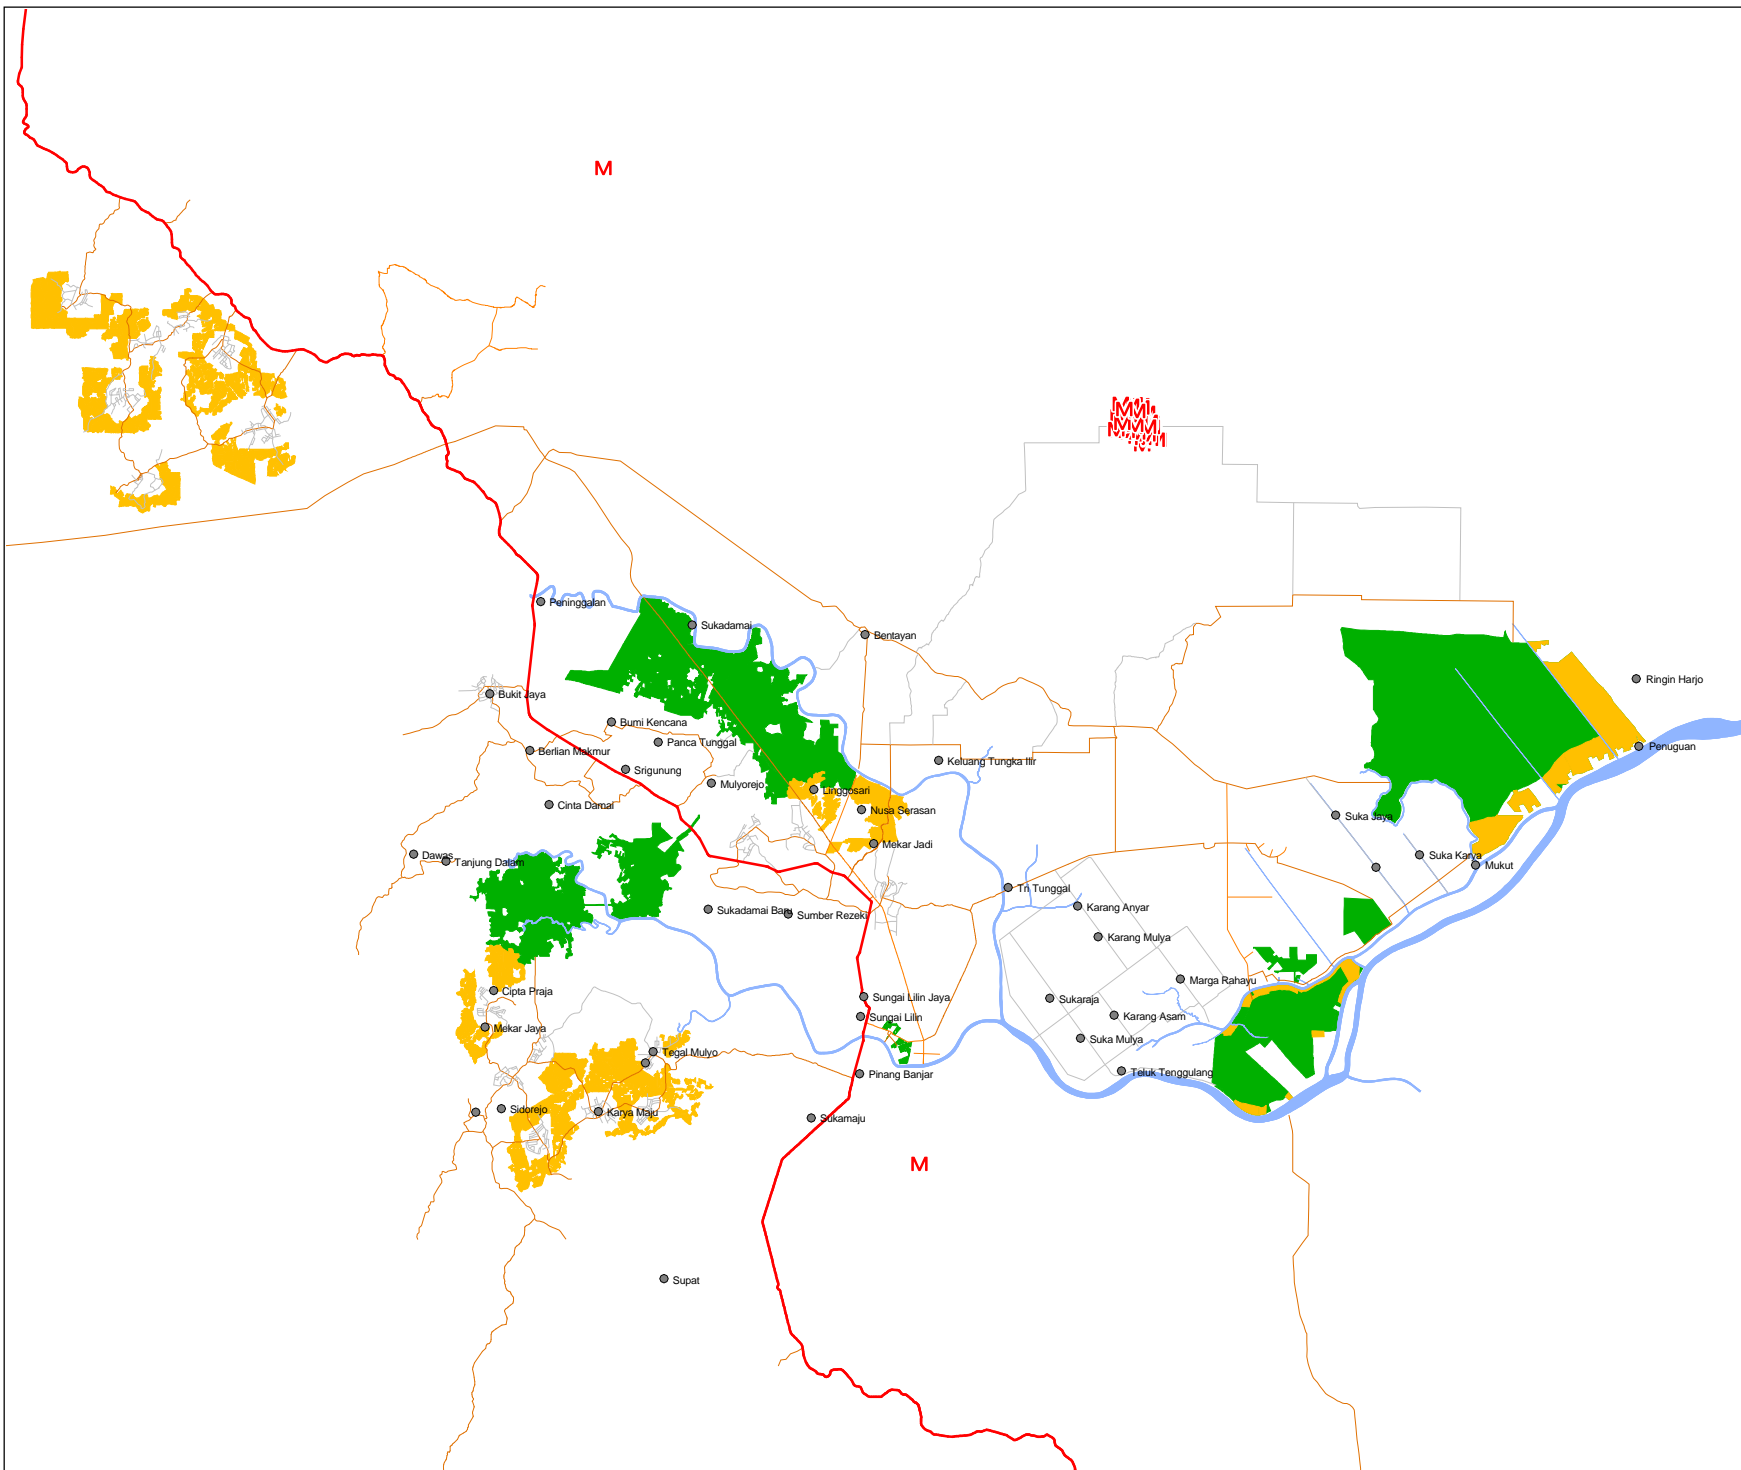 M
Peninggalan
Sukadamai
Bentayan
Ringin Harjo
Bukit Jaya
Bumi Kencana
Panca Tunggal
Penuguan
Berlian Makmur
Keluang Tungka Ilir
Srigunung
Mulyorejo
Linggosari
Cinta Damai
Nusa Serasan
Suka Jaya
Mekar Jadi
Dawas
Tanjung Dalam
Suka Karya
Mukut
Tri Tunggal
Karang Anyar
Sukadamai Baru
Sumber Rezeki
Karang Mulya
Marga Rahayu
Cipta Praja
Sungai Lilin Jaya
Sukaraja
Sungai Lilin
Karang Asam
Mekar Jaya
Suka Mulya
Tegal Mulyo
Teluk Tenggulang
Pinang Banjar
Sidorejo
Karya Maju
Sukamaju
M
Supat